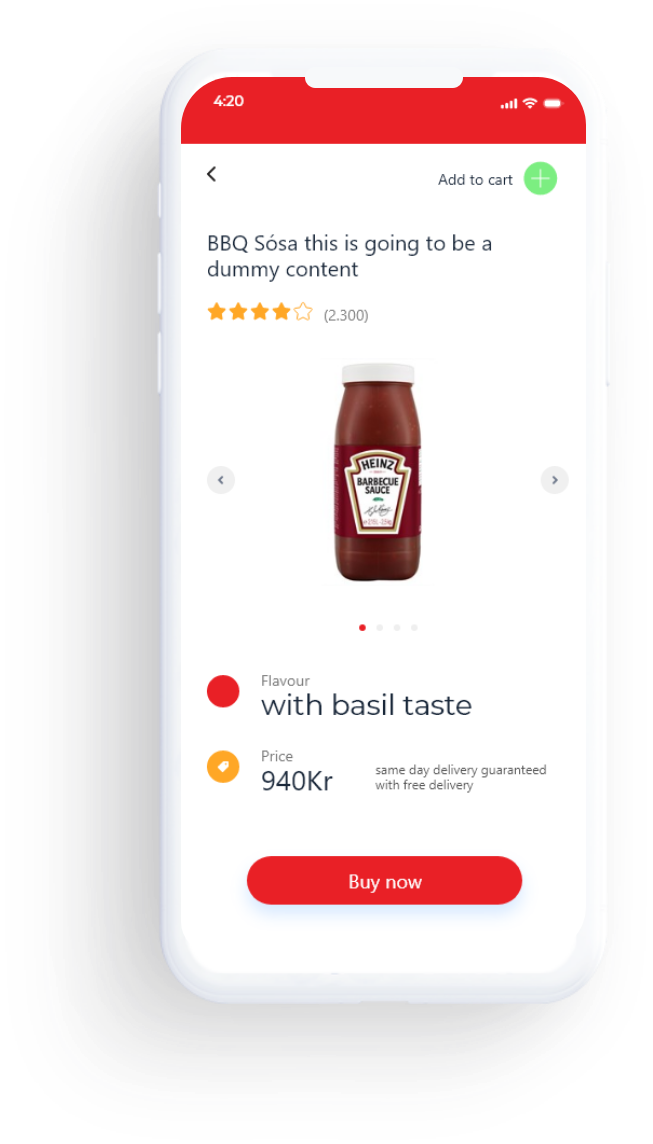 4:20
Add to cart
BBQ Sósa this is going to be a
dummy content
(2.300)
HEINZ
BARBECUE
SAUCE
Flavour
with basil taste
Price
940Kr
same day delivery guaranteed
with free delivery
Buy now